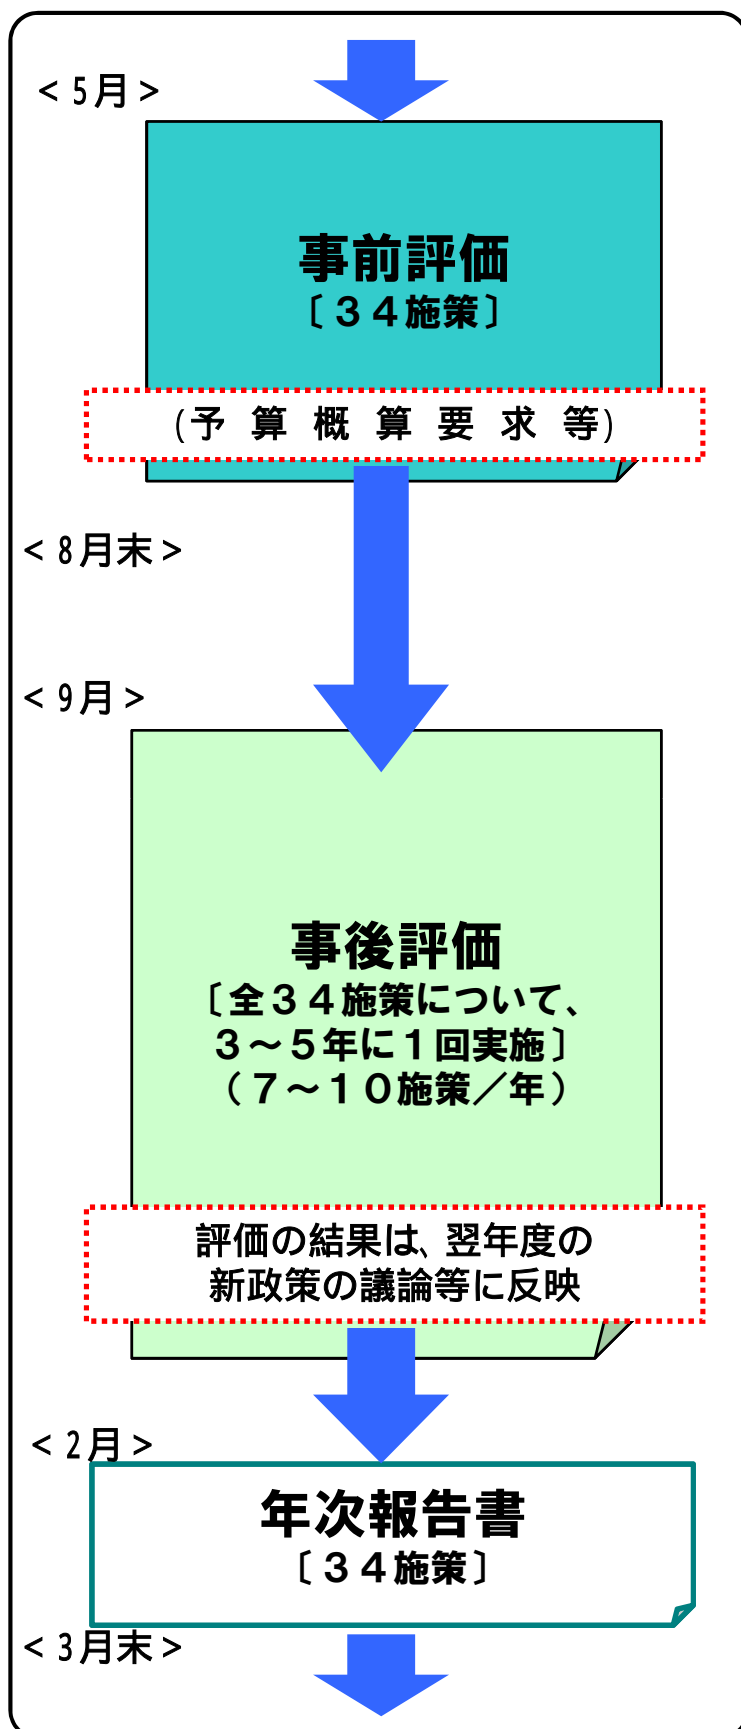 <5月>
事前評価
〔34施策〕
(予算概算要求等)
<8月末>
<9月>
事後評価
〔全34施策について、
3～5年に1回実施〕
（7～10施策／年）
評価の結果は、翌年度の
新政策の議論等に反映
<2月>
年次報告書
〔34施策〕
<3月末>